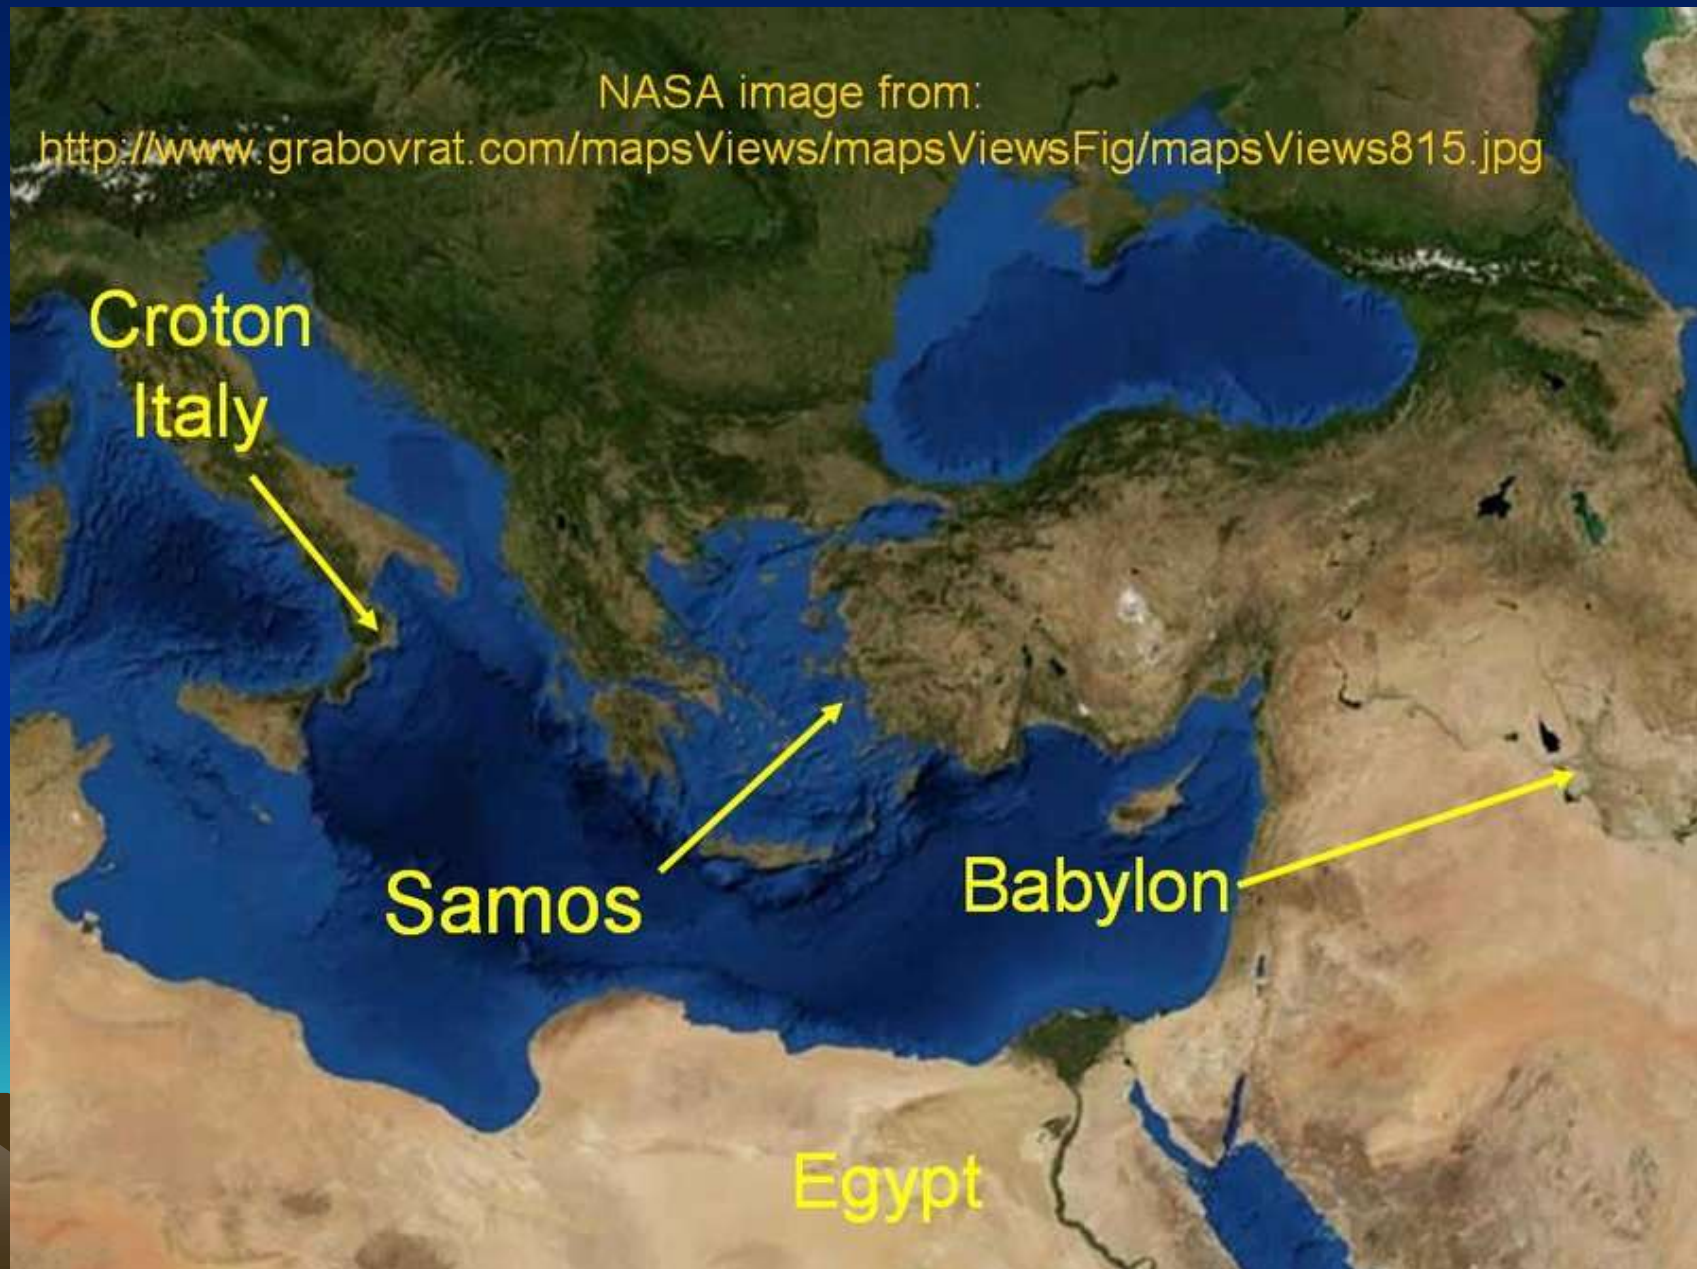 NASA image from:
http://www.grabovrat.com/mapsViews/mapsViewsFig/mapsViews815.jpg
Croton
Italy
Samos
Babylon
Egypt